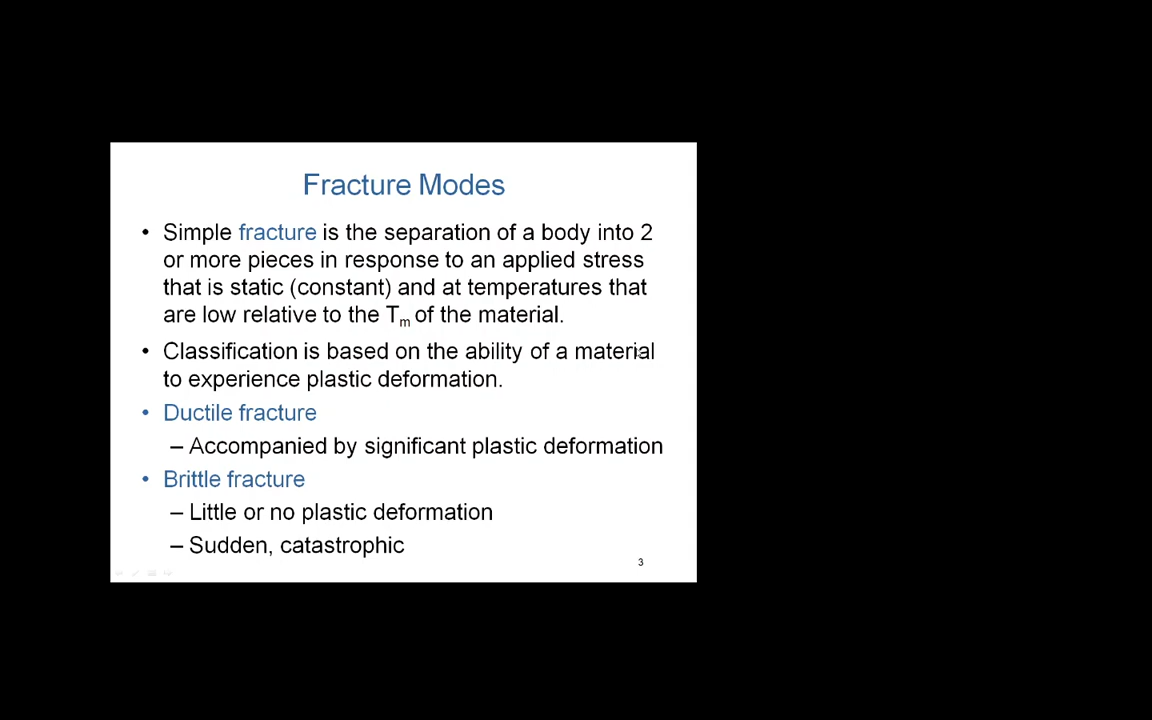 Fracture Modes
• Simple fracture is the separation of a body into 2
or more pieces in response to an applied stress
that is static (constant) and at temperatures that
are low relative to the Tm of the material.
• Classification is based on the ability of a material
to experience plastic deformation.
• Ductile fracture
– Accompanied by significant plastic deformation
• Brittle fracture
– Little or no plastic deformation
– Sudden, catastrophic
3